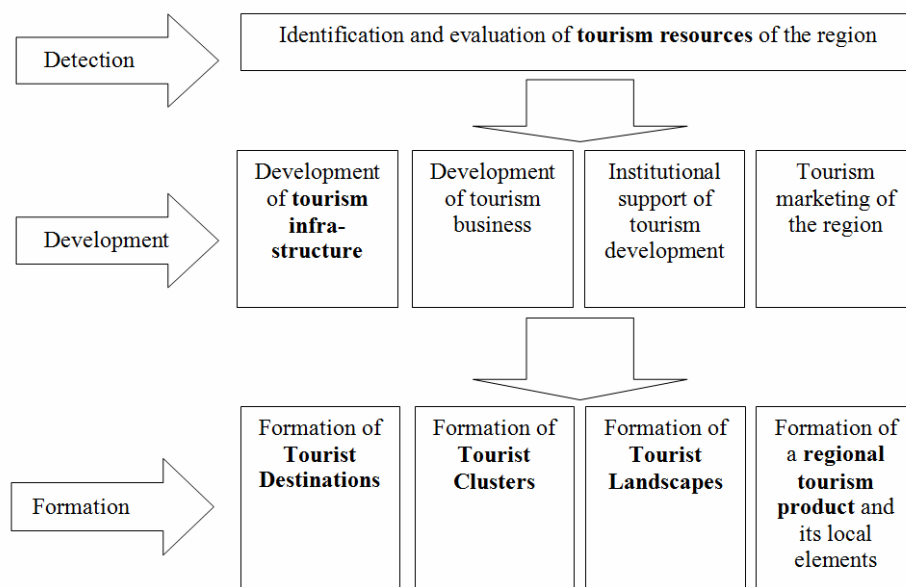 Detection
Identification and evaluation of tourism resources of the region
Development
Development
of tourism
infra-
structure
Development
of tourism
business
Institutional
support of
tourism
development
Tourism
marketing of
the region
Formation
Formation of
Tourist
Destinations
Formation of
Tourist
Clusters
Formation of
Tourist
Landscapes
Formation of
a regional
tourism
product and
its local
elements